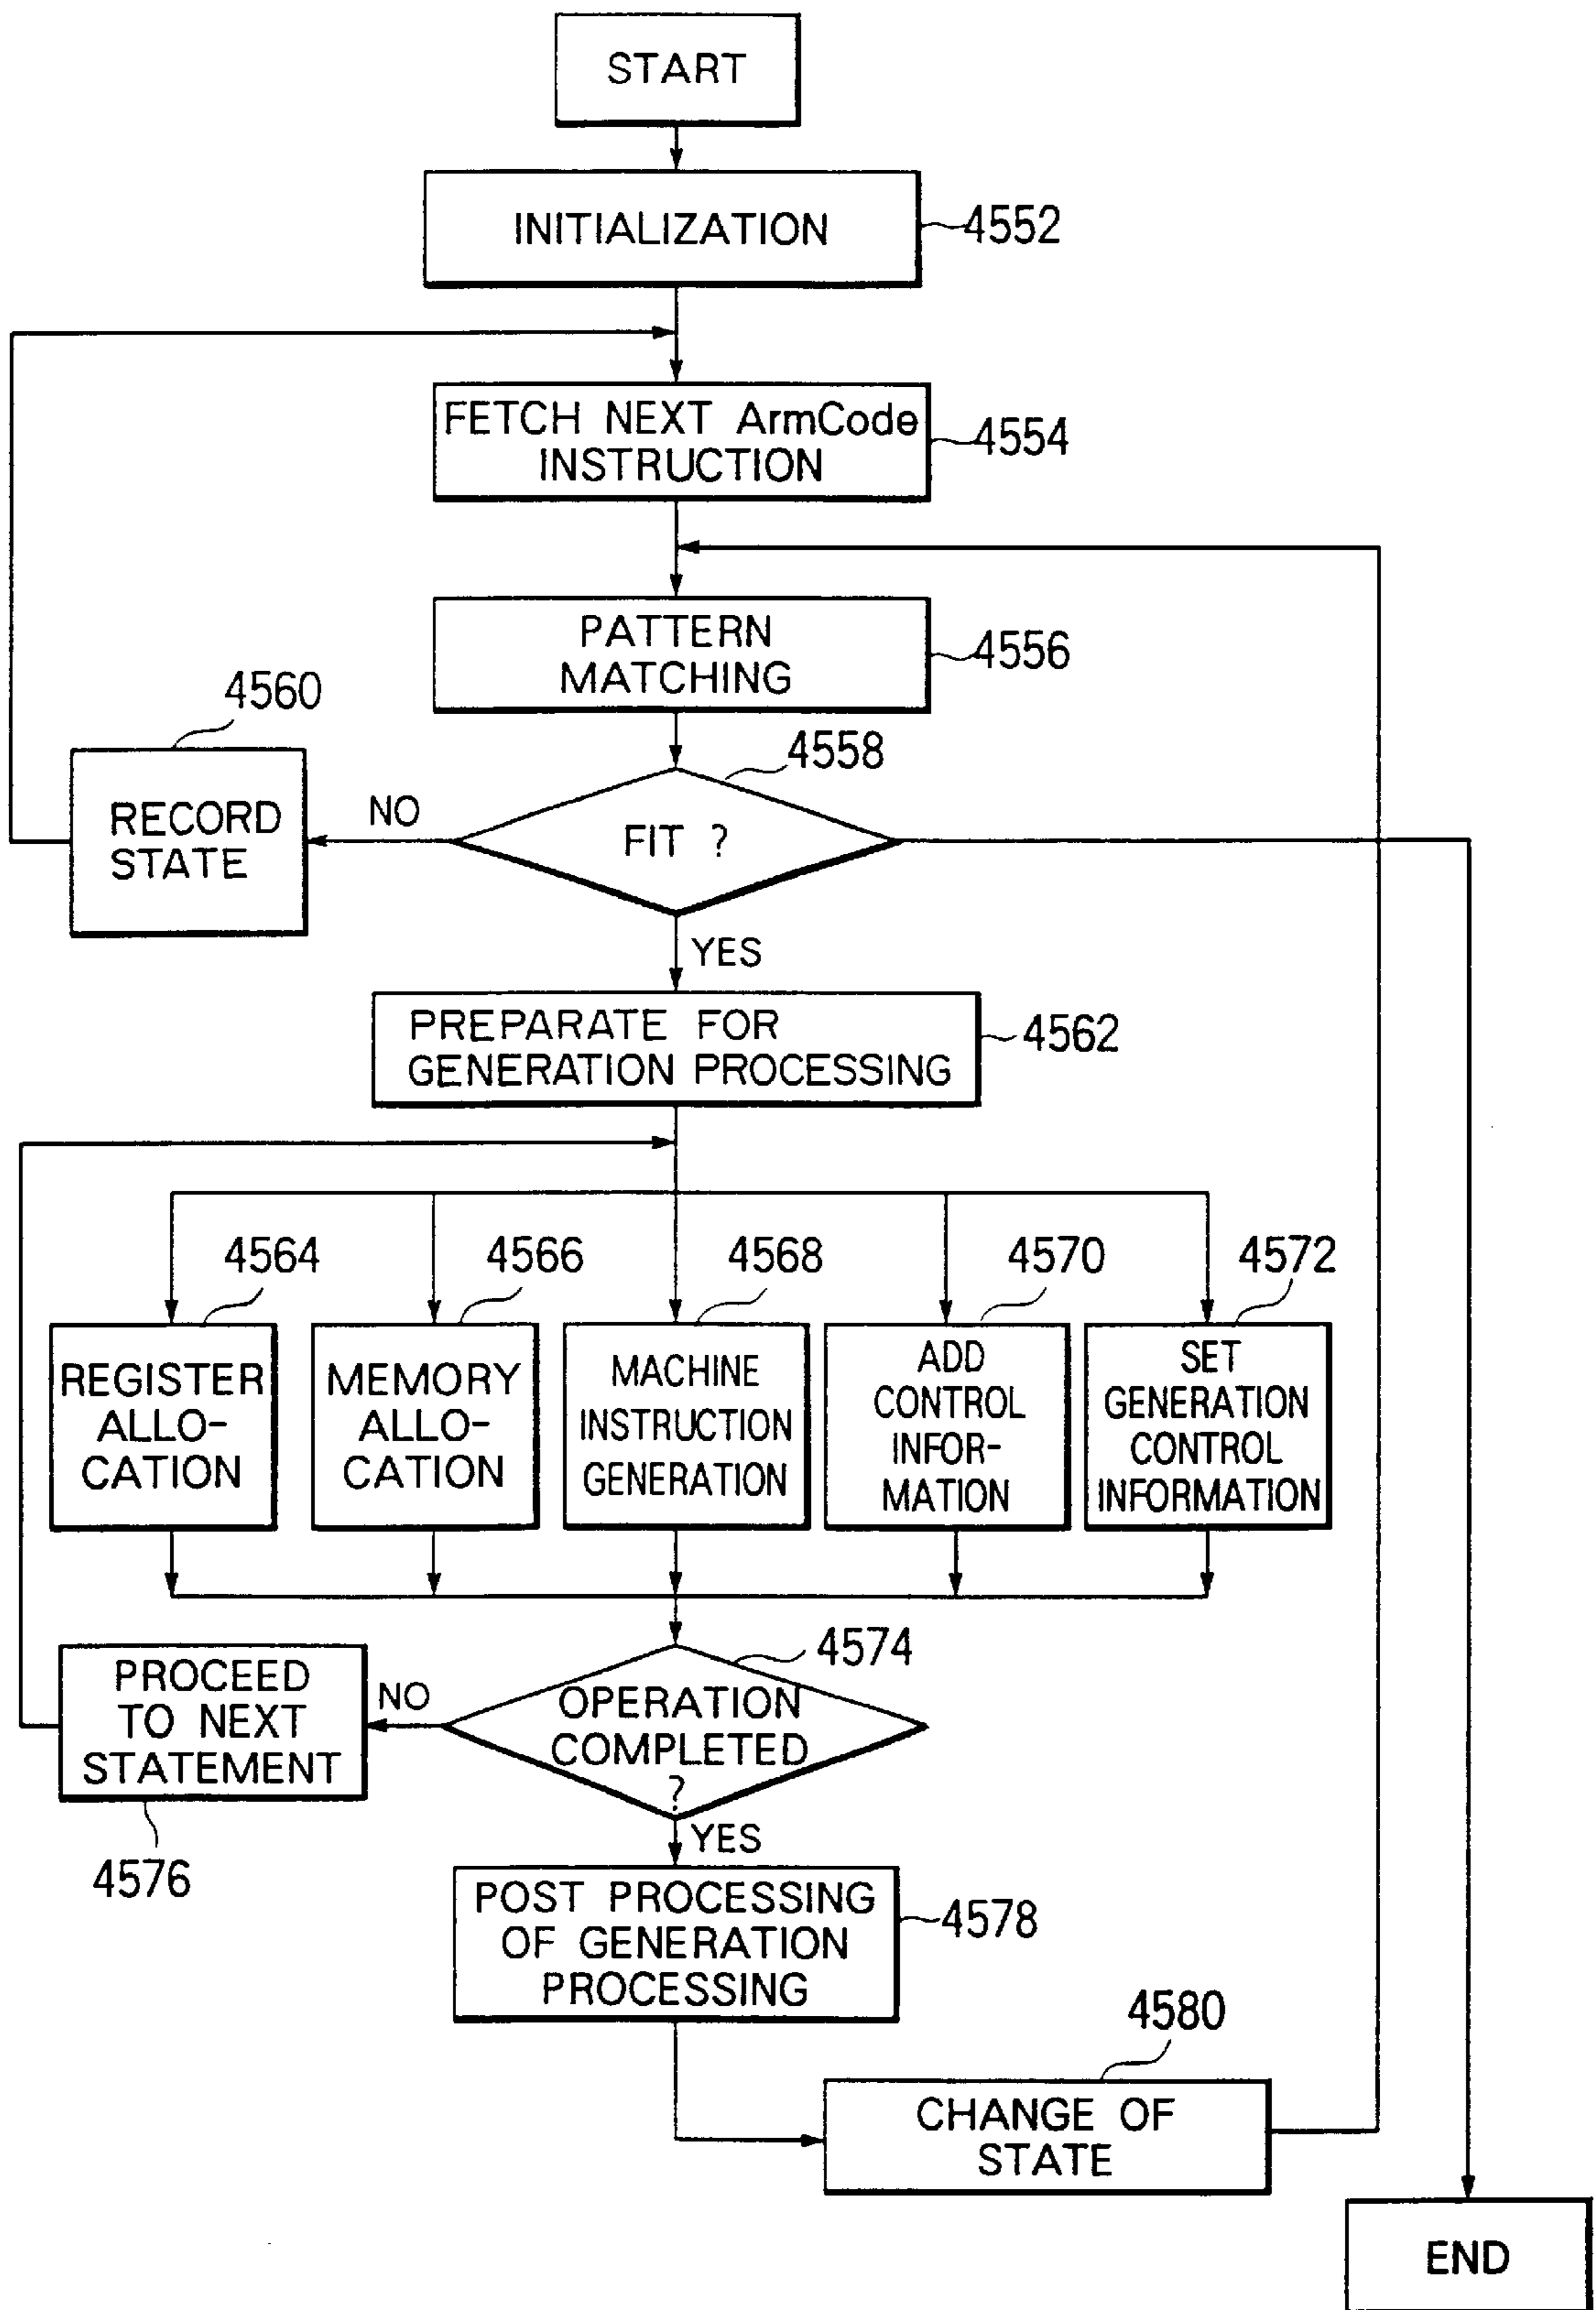 START
INITIALIZATION
4552
FETCH NEXT ArmCode
INSTRUCTION
4554
PATTERN
MATCHING
4556
4560
RECORD
STATE
NO
4558
FIT ?
YES
PREPARATE FOR
GENERATION PROCESSING
4562
4564
4566
4568
4570
4572
REGISTER
ALLO-
CATION
MEMORY
ALLO-
CATION
MACHINE
INSTRUCTION
GENERATION
ADD
CONTROL
INFOR-
MATION
SET
GENERATION
CONTROL
INFORMATION
4574
PROCEED
TO NEXT
STATEMENT
NO
OPERATION
COMPLETED
?
4576
YES
POST PROCESSING
OF GENERATION
PROCESSING
4578
4580
CHANGE OF
STATE
END